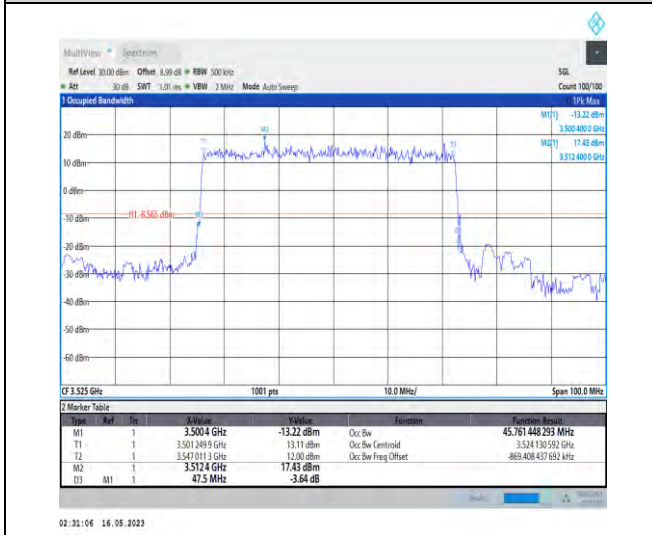 MultiView Spectrum
Ref Level 30.00 dBm Offset 8.99 dB RBW 500 kHz SGL
Att 30 dB SWT 1.01 ms VBW 2 MHz Mode Auto Sweep Count 100/100
1 Occupied Bandwidth 1Pk Max
M1[1] -13.22 dBm
3.500 400 0 GHz
M2[1] 17.43 dBm
3.512 400 0 GHz
M2
T1
T2
20 dBm
10 dBm
0 dBm
-10 dBm
H1 -8.565 dBm
M1
-20 dBm
-30 dBm
-40 dBm
-50 dBm
-60 dBm
CF 3.525 GHz 1001 pts 10.0 MHz/ Span 100.0 MHz
2 Marker Table
Type Ref Trc X-Value Y-Value Function Function Result
M1 1 3.500 4 GHz -13.22 dBm Occ Bw 45.761 448 293 MHz
T1 1 3.501 249 9 GHz 13.11 dBm Occ Bw Centroid 3.524 130 592 GHz
T2 1 3.547 011 3 GHz 12.00 dBm Occ Bw Freq Offset -869.408 437 692 kHz
M2 1 3.512 4 GHz 17.43 dBm
D3 M1 1 47.5 MHz -3.64 dB
02:31:06 16.05.2023